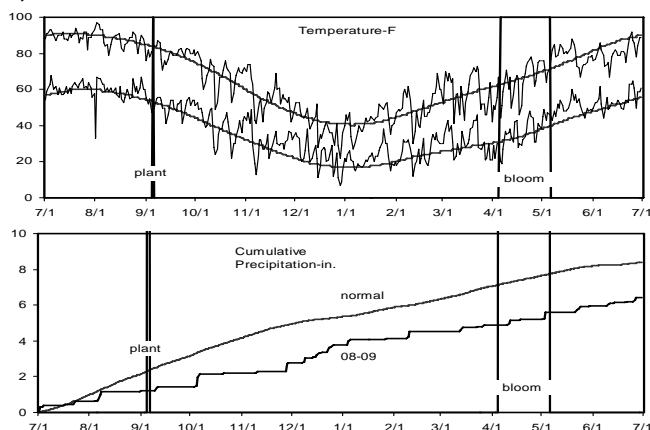 100
Temperature-F
80
60
40
20
plant
bloom
0
7/1 8/1 9/1 10/1 11/1 12/1 1/1 2/1 3/1 4/1 5/1 6/1 7/1
10
Cumulative
Precipitation-in.
8
normal
6
4
plant
08-09
2
bloom
0
7/1 8/1 9/1 10/1 11/1 12/1 1/1 2/1 3/1 4/1 5/1 6/1 7/1